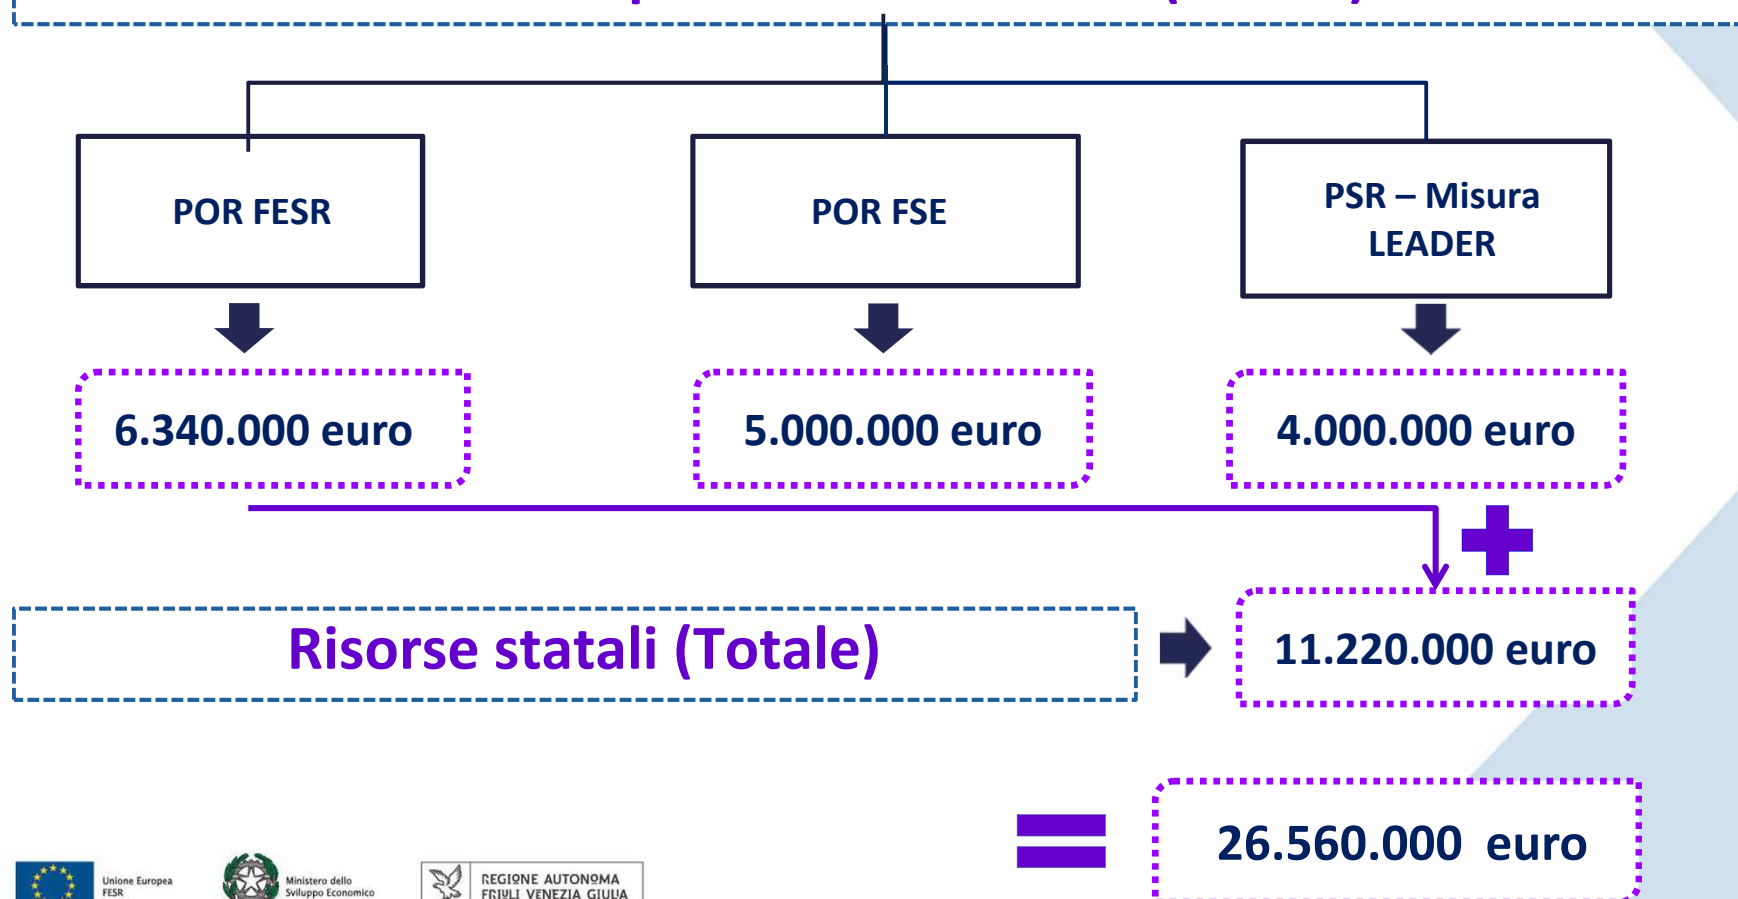 POR FESR
POR FSE
PSR – Misura
LEADER
6.340.000 euro
5.000.000 euro
4.000.000 euro
Risorse statali (Totale)
11.220.000 euro
26.560.000 euro
Unione Europea
FESR
Ministero dello
Sviluppo Economico
REGIONE AUTONOMA
FRIULI VENEZIA GIULIA